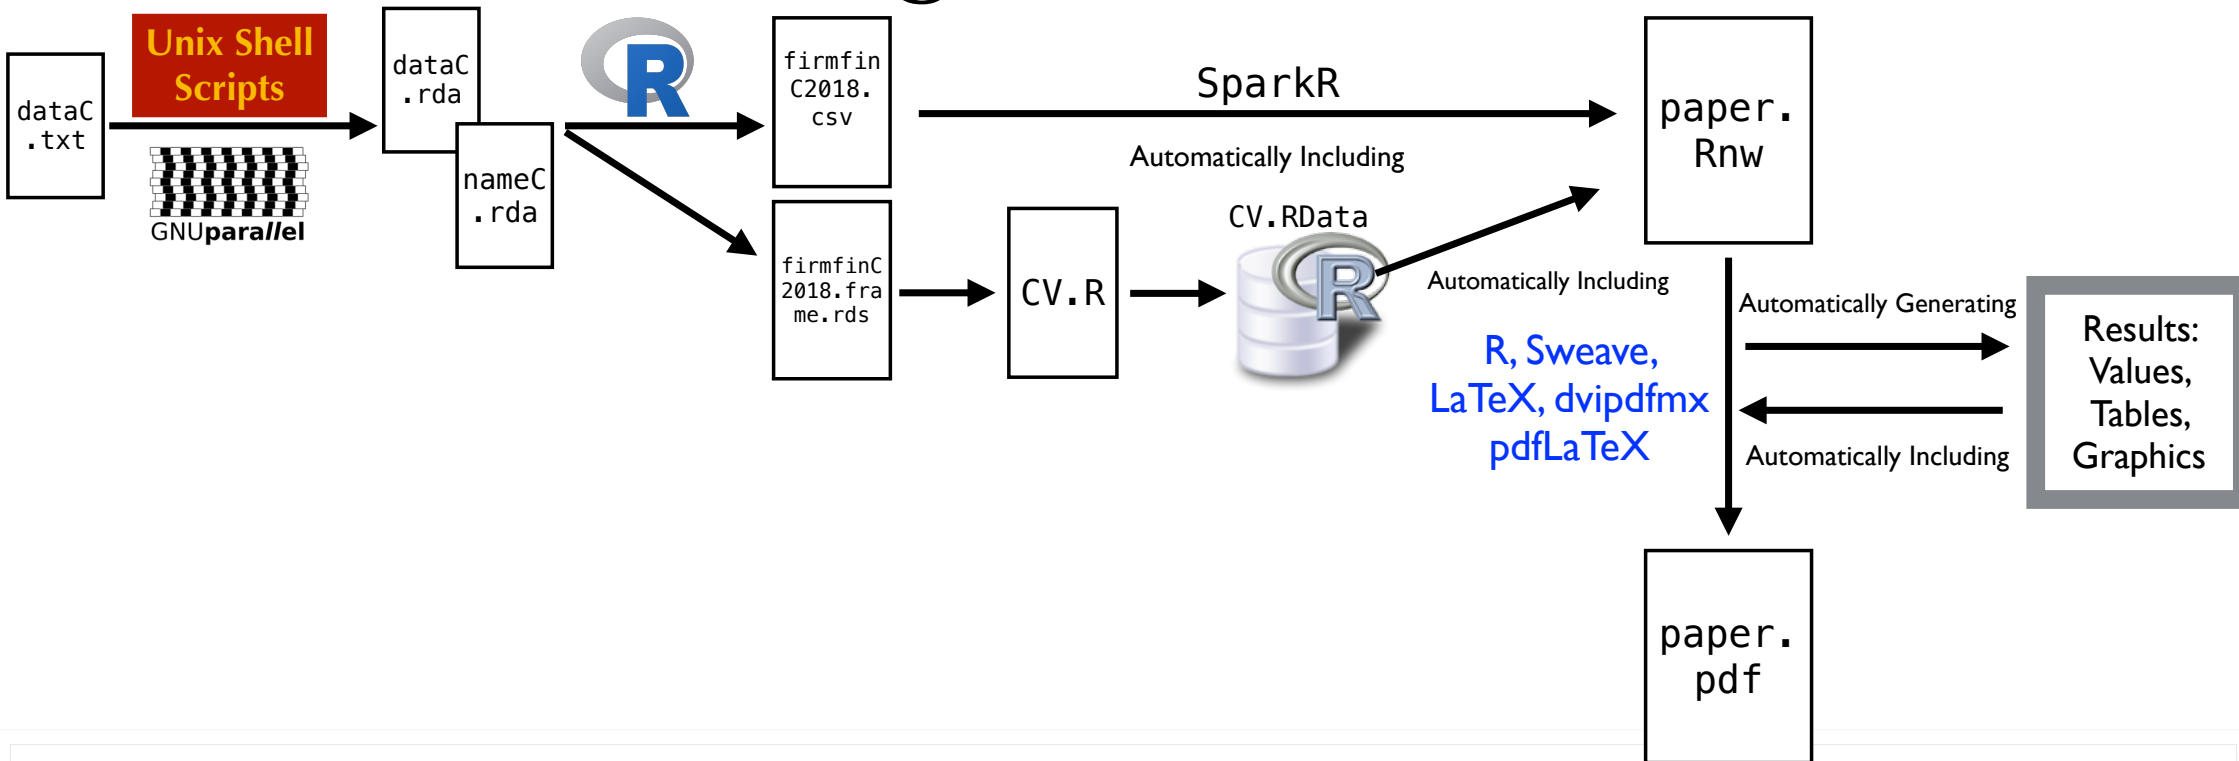 dataC
.txt
Unix Shell
Scripts
GNUparallel
dataC
.rda
nameC
.rda
R
firmfin
C2018.
csv
firmfinC
2018.fra
me.rds
SparkR
Automatically Including
CV.R
CV.RData
R
Automatically Including
paper.
Rnw
R, Sweave,
LaTeX, dvipdfmx
pdfLaTeX
Automatically Generating
Automatically Including
Results:
Values,
Tables,
Graphics
paper.
pdf